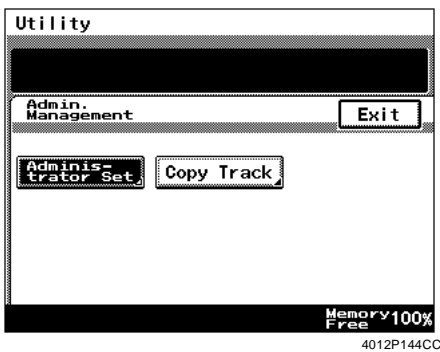 Utility
Admin.
Management
Exit
Adminis-
trator Set
Copy Track
Memory
Free 100%
4012P144CC